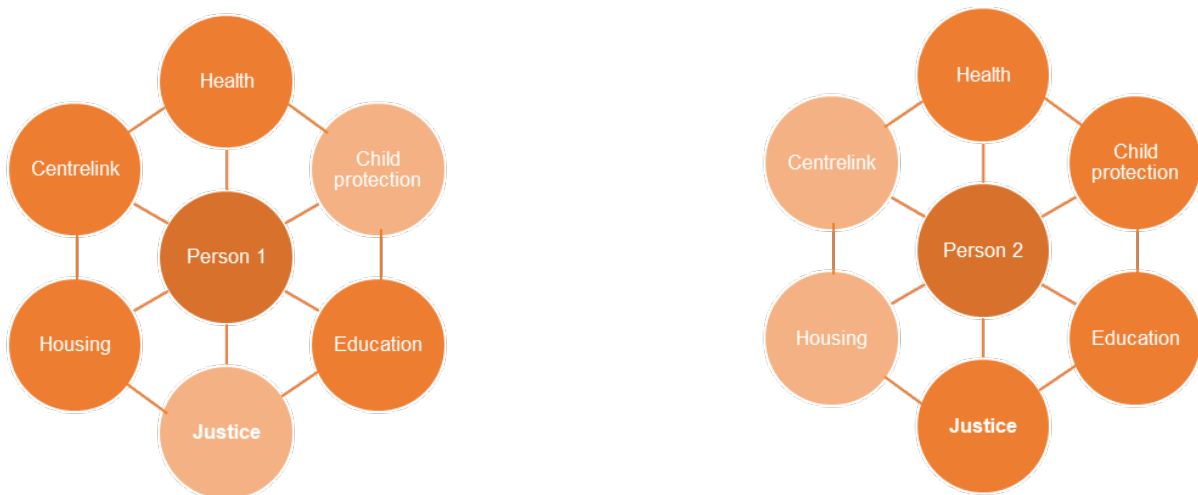 Health
Centrelink
Child
protection
Person 1
Housing
Education
Justice
Health
Centrelink
Child
protection
Person 2
Housing
Education
Justice